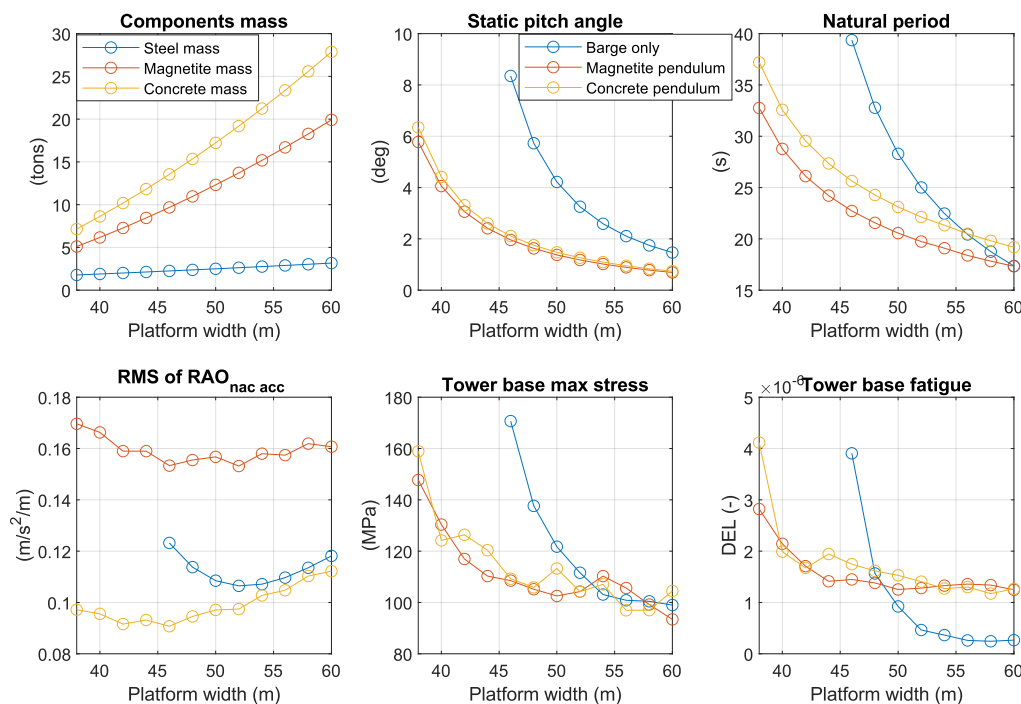 Components mass
30
25
20
15
10
5
0
(tons)
Steel mass
Magnetite mass
Concrete mass
40 45 50 55 60
Platform width (m)
Static pitch angle
10
8
6
4
2
0
(deg)
Barge only
Magnetite pendulum
Concrete pendulum
40 45 50 55 60
Platform width (m)
Natural period
40
35
30
25
20
15
(s)
40 45 50 55 60
Platform width (m)
RMS of RAO nac acc
0.18
0.16
0.14
0.12
0.1
0.08
(m/s²/m)
40 45 50 55 60
Platform width (m)
Tower base max stress
180
160
140
120
100
80
(MPa)
40 45 50 55 60
Platform width (m)
×10⁻⁶ Tower base fatigue
5
4
3
2
1
0
DEL (-)
40 45 50 55 60
Platform width (m)